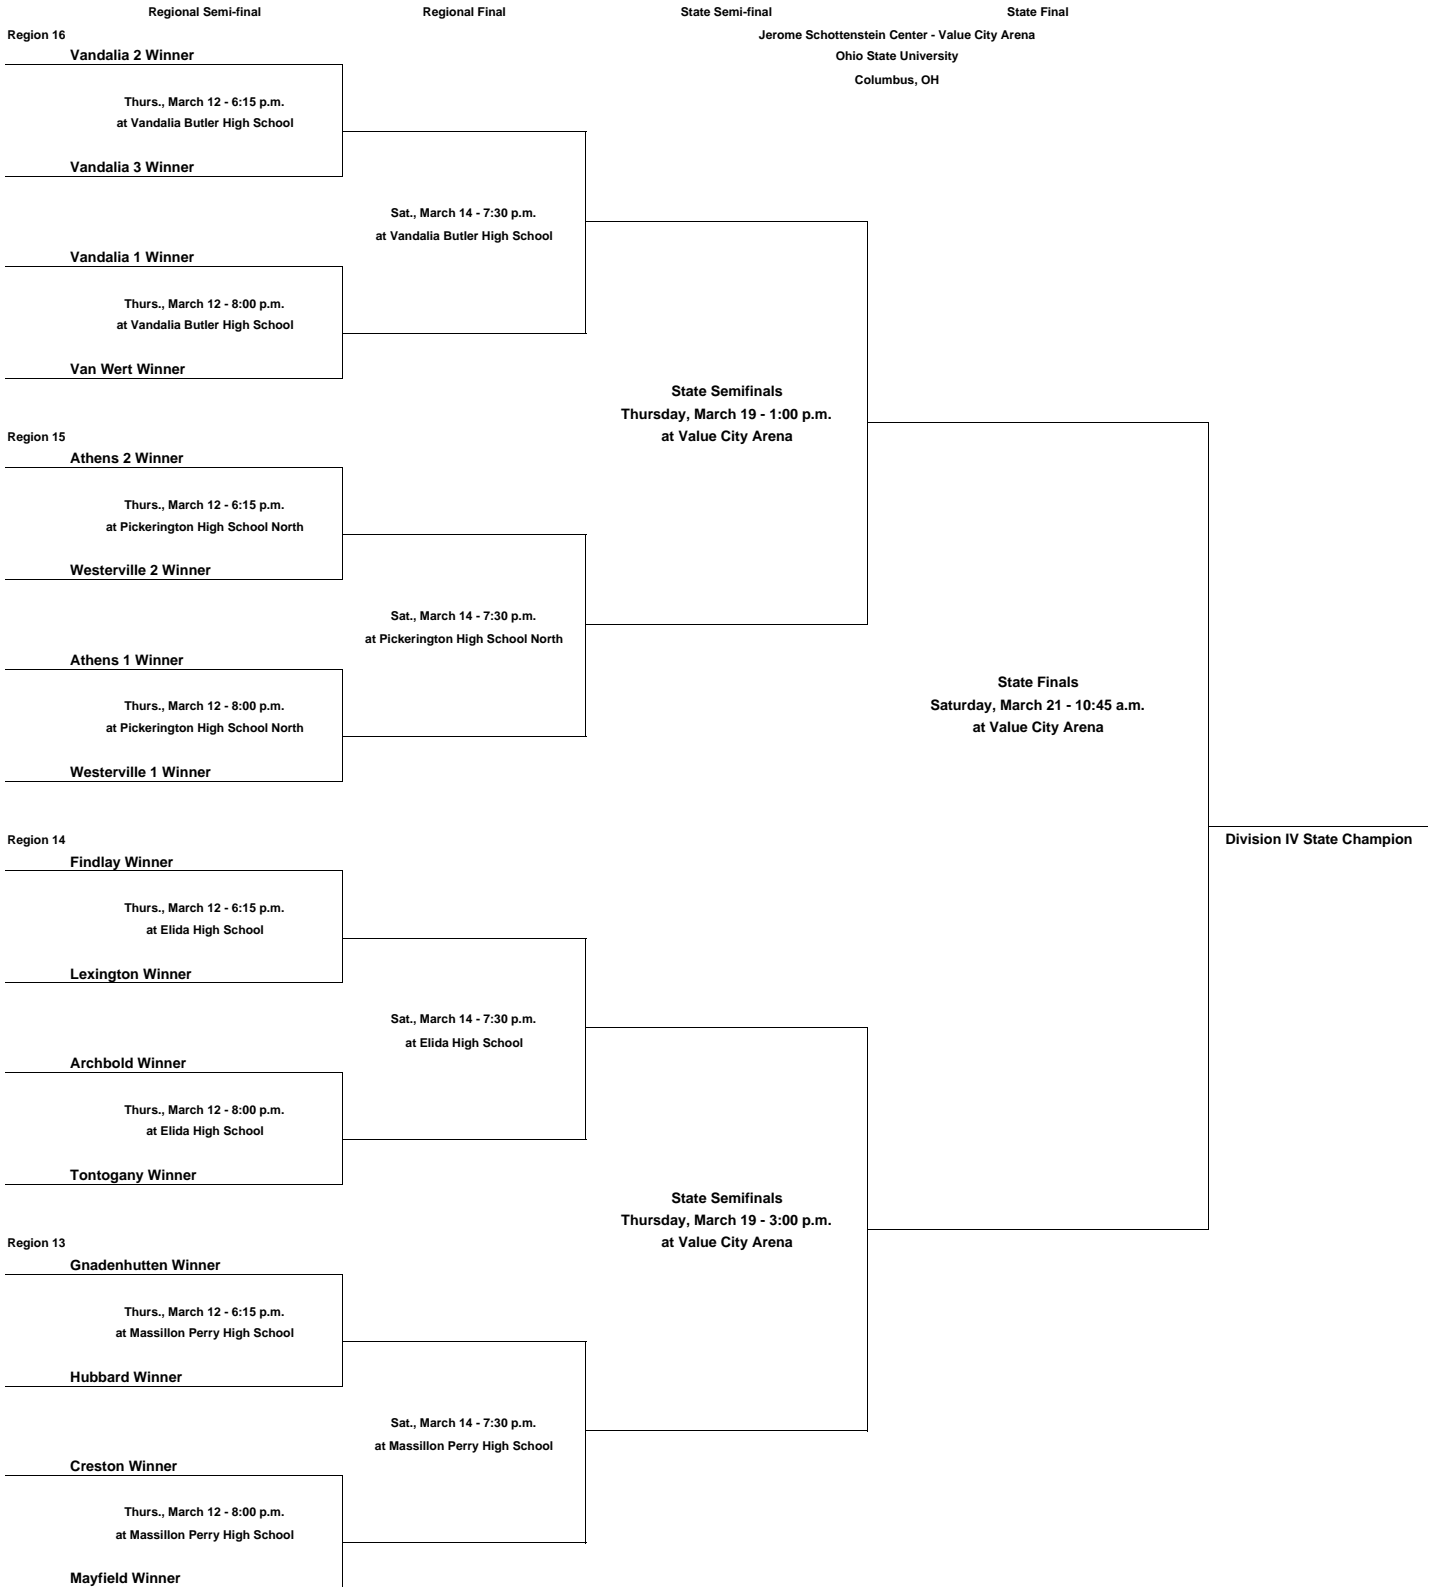 Regional Semi-final Regional Final State Semi-final State Final
Region 16
Jerome Schottenstein Center - Value City Arena
Ohio State University
Columbus, OH
Vandalia 2 Winner
Thurs., March 12 - 6:15 p.m.
at Vandalia Butler High School
Vandalia 3 Winner
Sat., March 14 - 7:30 p.m.
at Vandalia Butler High School
Vandalia 1 Winner
Thurs., March 12 - 8:00 p.m.
at Vandalia Butler High School
Van Wert Winner
State Semifinals
Thursday, March 19 - 1:00 p.m.
at Value City Arena
Region 15
Athens 2 Winner
Thurs., March 12 - 6:15 p.m.
at Pickerington High School North
Westerville 2 Winner
Sat., March 14 - 7:30 p.m.
at Pickerington High School North
Athens 1 Winner
Thurs., March 12 - 8:00 p.m.
at Pickerington High School North
Westerville 1 Winner
State Finals
Saturday, March 21 - 10:45 a.m.
at Value City Arena
Division IV State Champion
Region 14
Findlay Winner
Thurs., March 12 - 6:15 p.m.
at Elida High School
Lexington Winner
Sat., March 14 - 7:30 p.m.
at Elida High School
Archbold Winner
Thurs., March 12 - 8:00 p.m.
at Elida High School
Tontogany Winner
State Semifinals
Thursday, March 19 - 3:00 p.m.
at Value City Arena
Region 13
Gnadenhutten Winner
Thurs., March 12 - 6:15 p.m.
at Massillon Perry High School
Hubbard Winner
Sat., March 14 - 7:30 p.m.
at Massillon Perry High School
Creston Winner
Thurs., March 12 - 8:00 p.m.
at Massillon Perry High School
Mayfield Winner